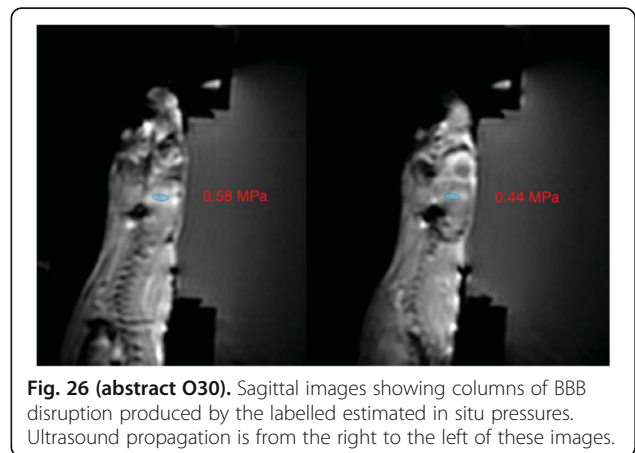 0.58 MPa
0.44 MPa
Fig. 26 (abstract O30). Sagittal images showing columns of BBB
disruption produced by the labelled estimated in situ pressures.
Ultrasound propagation is from the right to the left of these images.